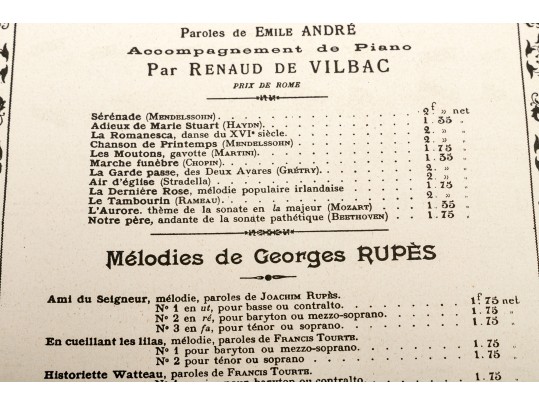 Paroles de EMILE ANDRÉ
Accompagnement de Piano
Par RENAUD DE VILBAC
PRIX DE ROME
Sérénade (MENDELSSOHN). 2f » net
Adieux de Marie Stuart (HAYDN). 1.35 »
La Romanesca, danse du XVIe siècle. 2. » »
Chanson de Printemps (MENDELSSOHN) 2. » »
Les Moutons, gavotte (MARTINI). 1.75 »
Marche funèbre (CHOPIN). 1.35 »
La Garde passe, des Deux Avares (GRÉTRY). 2. » »
Air d'église (Stradella) 2. » »
La Dernière Rose, mélodie populaire irlandaise 1.75 »
Le Tambourin (RAMEAU) 2. » »
L'Aurore. thème de la sonate en la majeur (MOZART) 1.35 »
Notre père, andante de la sonate pathétique (BEETHOVEN) 1.75 »
Mélodies de Georges RUPÈS
Ami du Seigneur, mélodie, paroles de JOACHIM RUPÈS.
No 1 en ut, pour basse ou contralto. 1f 75 net
No 2 en ré, pour baryton ou mezzo-soprano. 1.75 »
No 3 en fa, pour ténor ou soprano. 1.75 »
En cueillant les lilas, mélodie, paroles de FRANCIS TOURTE.
No 1 pour baryton ou mezzo-soprano. 1.75 »
No 2 pour ténor ou soprano 1.75 »
Historiette Watteau, paroles de FRANCIS TOURTE.